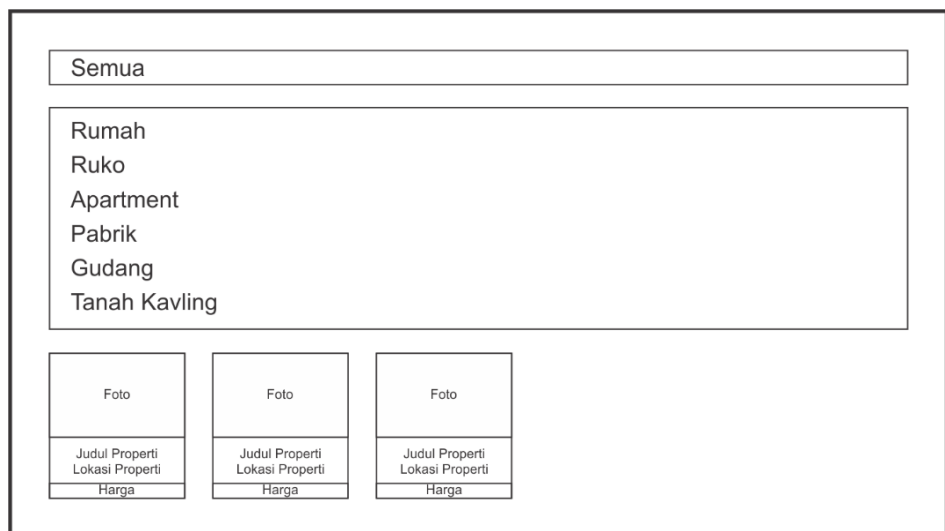 Semua
Rumah
Ruko
Apartment
Pabrik
Gudang
Tanah Kavling
Foto
Judul Properti
Lokasi Properti
Harga
Foto
Judul Properti
Lokasi Properti
Harga
Foto
Judul Properti
Lokasi Properti
Harga